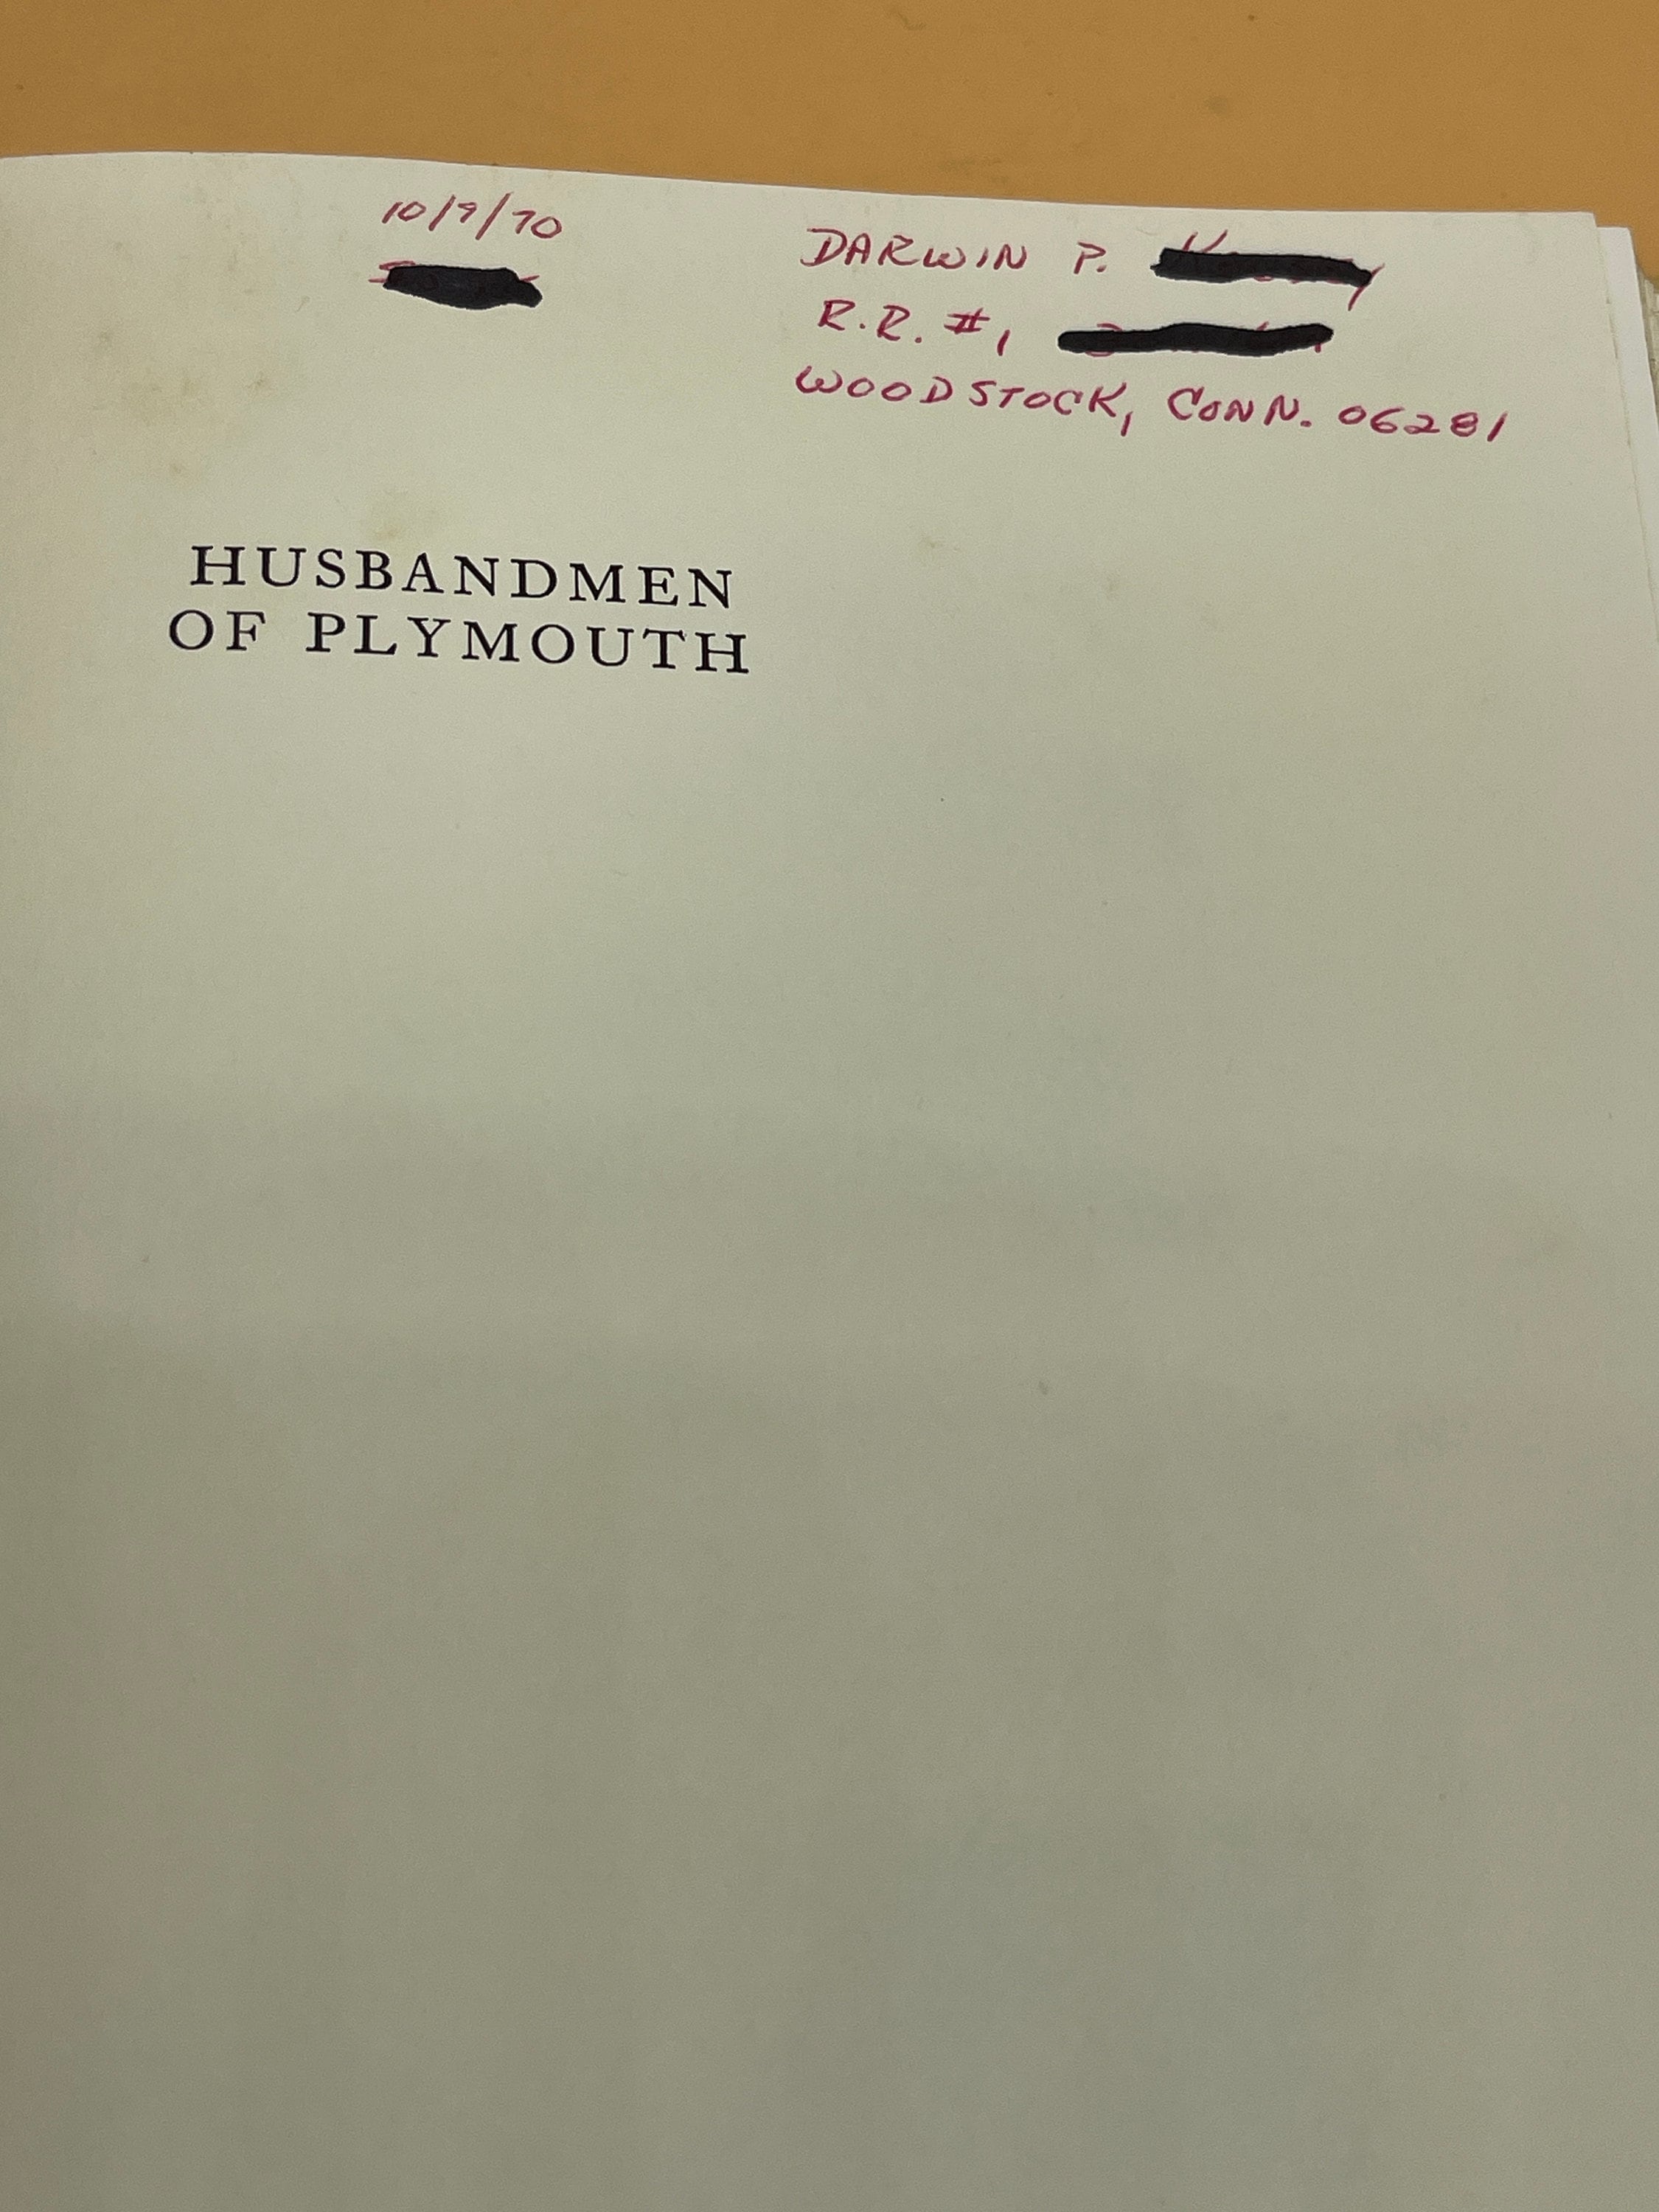 10/9/70
DARWIN P.
R.R. #1
WOODSTOCK, CONN. 06281
HUSBANDMEN
OF PLYMOUTH